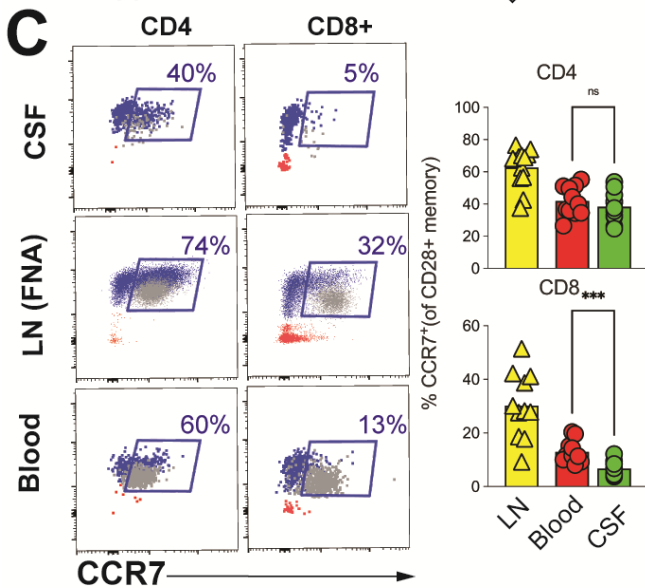 C
CD4
CD8+
CSF
40%
5%
LN (FNA)
74%
32%
Blood
60%
13%
CCR7
% CCR7+(of CD28+ memory)
CD4
ns
100
80
60
40
20
0
CD8
***
60
40
20
0
LN
Blood
CSF